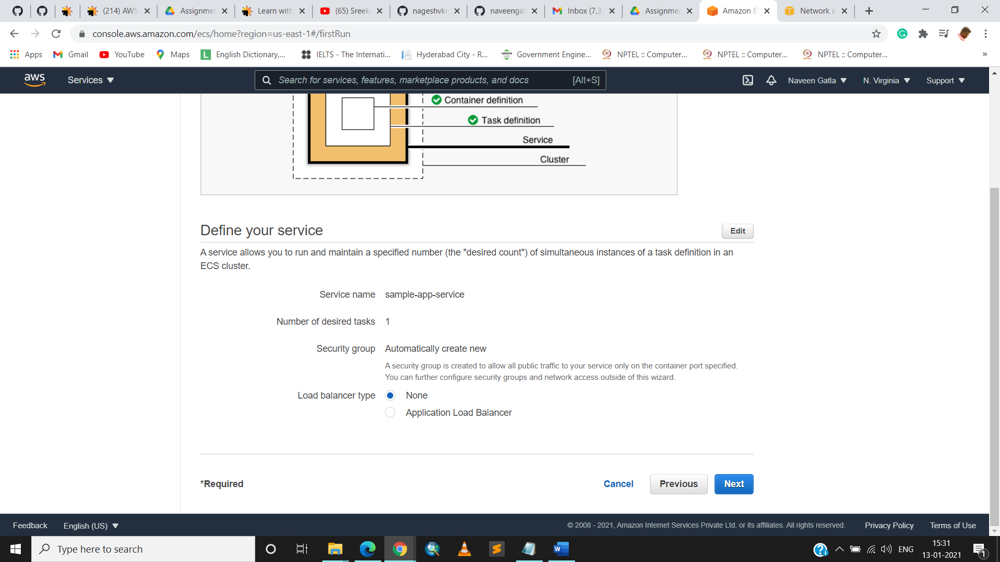 (214) AWS
Assignmen
Learn with
(65) Sreek
nageshvkn
naveengat
Inbox (7,37
Assignmen
Amazon E
Network in
console.aws.amazon.com/ecs/home?region=us-east-1#/firstRun
Apps
Gmail
YouTube
Maps
English Dictionary,...
IELTS - The Internati...
Hyderabad City - R...
Government Engine...
NPTEL :: Computer...
NPTEL :: Computer...
NPTEL :: Computer...
»
aws
Services
Search for services, features, marketplace products, and docs
[Alt+S]
Naveen Gatla
N. Virginia
Support
Container definition
Task definition
Service
Cluster
Define your service
Edit
A service allows you to run and maintain a specified number (the "desired count") of simultaneous instances of a task definition in an
ECS cluster.
Service name sample-app-service
Number of desired tasks 1
Security group Automatically create new
A security group is created to allow all public traffic to your service only on the container port specified.
You can further configure security groups and network access outside of this wizard.
Load balancer type None
Application Load Balancer
*Required
Cancel
Previous
Next
Feedback
English (US)
© 2008 - 2021, Amazon Internet Services Private Ltd. or its affiliates. All rights reserved.
Privacy Policy
Terms of Use
Type here to search
ENG
15:31
13-01-2021
1